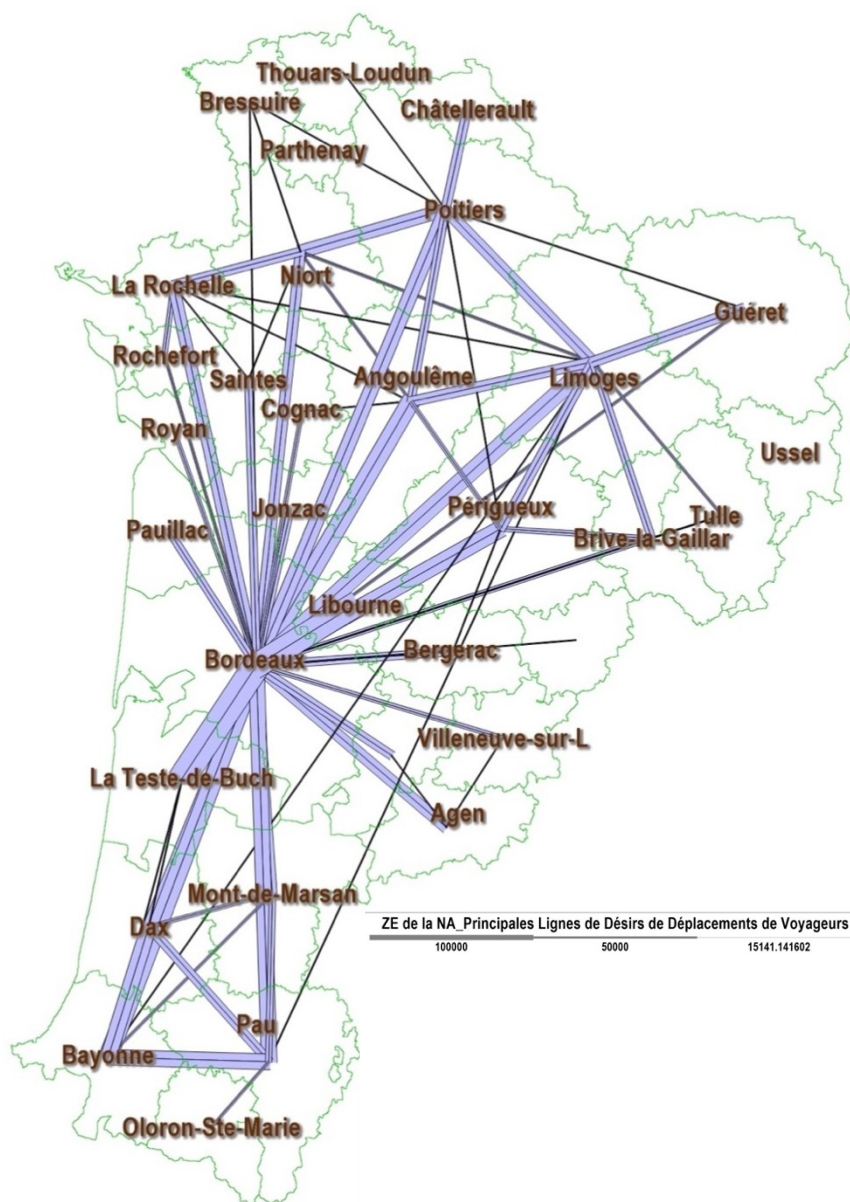 Thouars-Loudun
Bressuire
Châtellerault
Parthenay
Poitiers
Niort
La Rochelle
Guéret
Rochefort
Saintes
Angoulême
Limoges
Cognac
Royan
Ussel
Jonzac
Périgueux
Pauillac
Tulle
Brive-la-Gaillar
Libourne
Bordeaux
Bergerac
Villeneuve-sur-L
La Teste-de-Buch
Agen
Mont-de-Marsan
Dax
ZE de la NA_Principales Lignes de Désirs de Déplacements de Voyageurs
100000 50000 15141.141602
Pau
Bayonne
Oloron-Ste-Marie